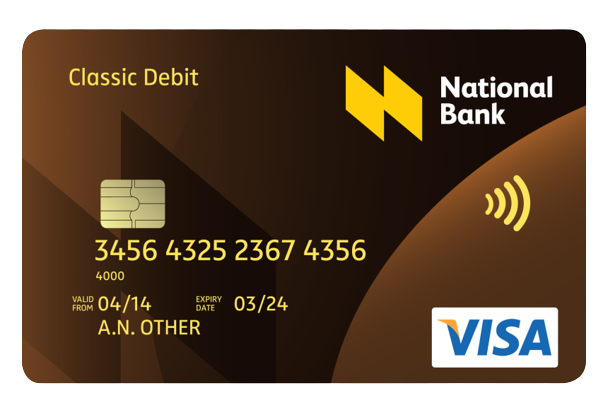 Classic Debit
National
Bank
3456 4325 2367 4356
4000
VALID FROM 04/14 EXPIRY DATE 03/24
A.N. OTHER
VISA